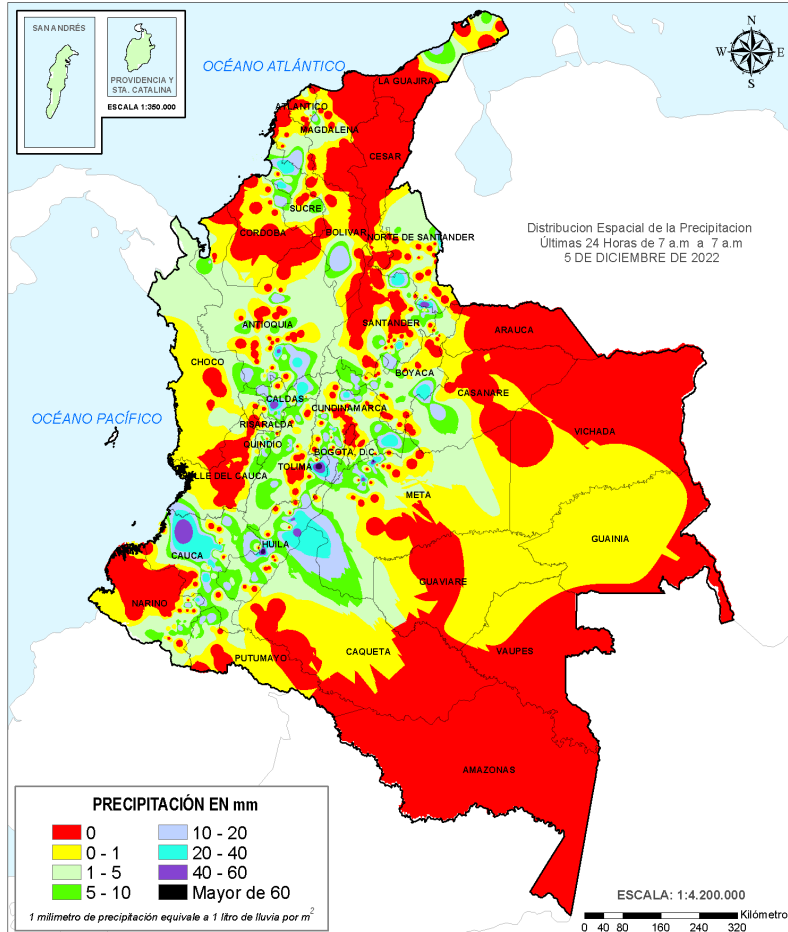 SAN ANDRÉS
PROVIDENCIA Y
STA. CATALINA
ESCALA 1:350.000
OCÉANO ATLÁNTICO
N
W
E
S
LA GUAJIRA
ATLANTICO
MAGDALENA
CESAR
SUCRE
CORDOBA
BOLIVAR
NORTE DE SANTANDER
Distribucion Espacial de la Precipitacion
Últimas 24 Horas de 7 a.m a 7 a.m
5 DE DICIEMBRE DE 2022
ANTIOQUIA
SANTANDER
ARAUCA
CHOCO
BOYACA
CASANARE
CALDAS
CUNDINAMARCA
OCÉANO PACÍFICO
RISARALDA
VICHADA
QUINDIO
BOGOTA, D.C.
TOLIMA
VALLE DEL CAUCA
META
GUAINIA
HUILA
CAUCA
GUAVIARE
NARIÑO
CAQUETA
VAUPES
PUTUMAYO
AMAZONAS
PRECIPITACIÓN EN mm
0
10 - 20
0 - 1
20 - 40
1 - 5
40 - 60
5 - 10
Mayor de 60
1 milimetro de precipitación equivale a 1 litro de lluvia por m2
ESCALA: 1:4.200.000
Kilómetro
0 40 80 160 240 320